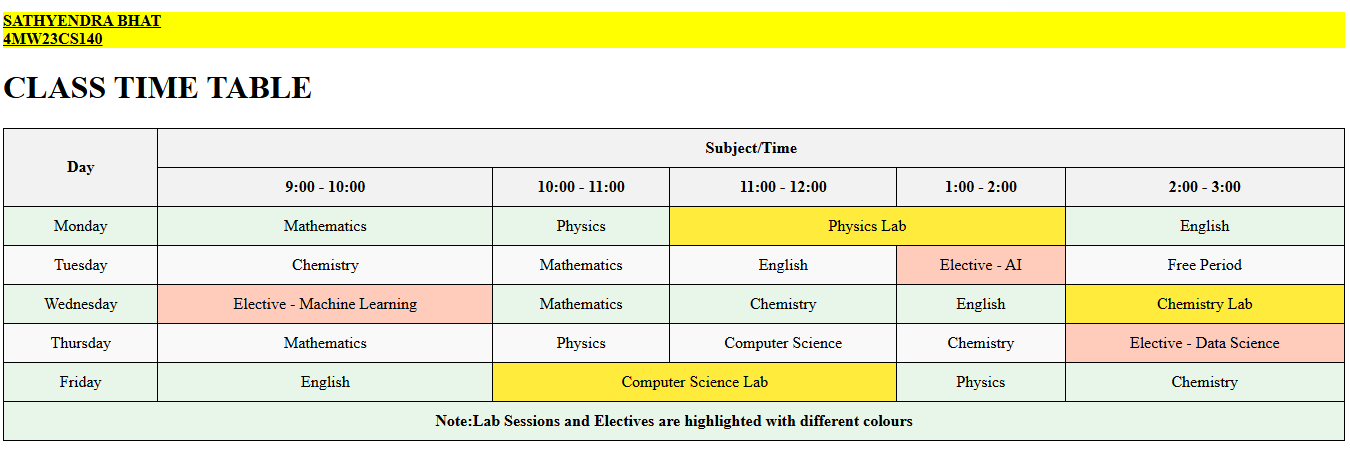 SATHYENDRA BHAT
4MW23CS140
CLASS TIME TABLE
Day Subject/Time
9:00 - 10:00 10:00 - 11:00 11:00 - 12:00 1:00 - 2:00 2:00 - 3:00
Monday Mathematics Physics Physics Lab English
Tuesday Chemistry Mathematics English Elective - AI Free Period
Wednesday Elective - Machine Learning Mathematics Chemistry English Chemistry Lab
Thursday Mathematics Physics Computer Science Chemistry Elective - Data Science
Friday English Computer Science Lab Physics Chemistry
Note:Lab Sessions and Electives are highlighted with different colours